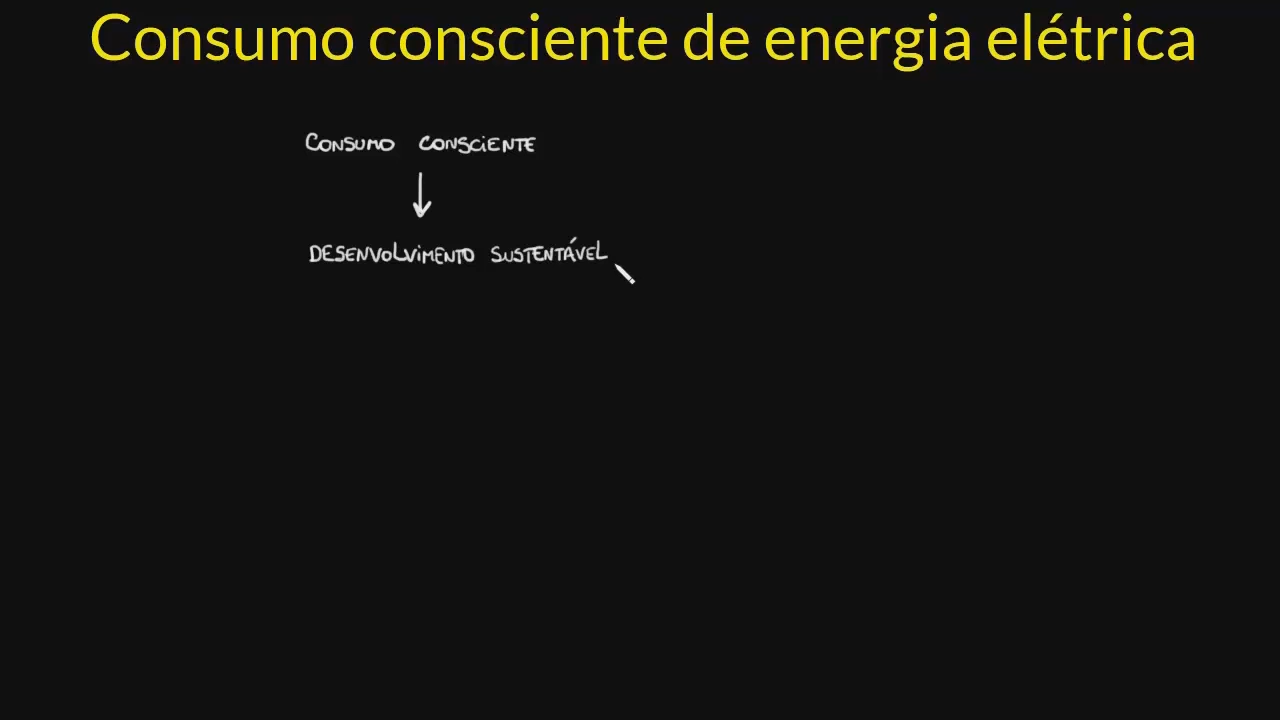 Consumo consciente de energia elétrica
CONSUMO CONSCiENTE
DESENVOLViMENTO SUSTENTÁVEL